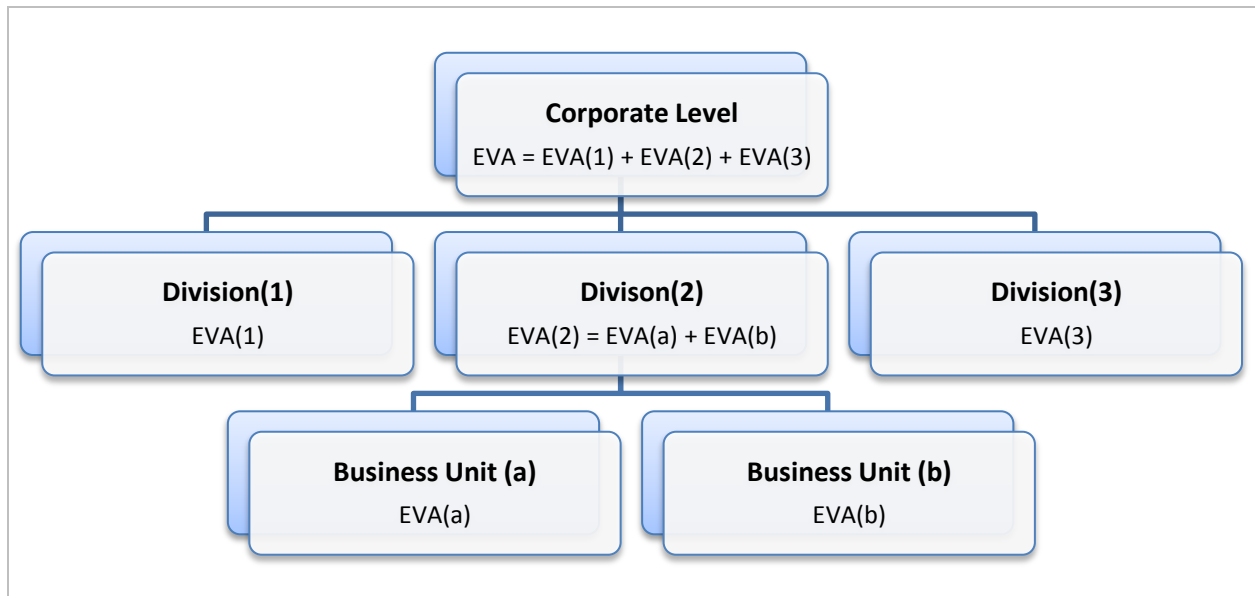 Corporate Level
EVA = EVA(1) + EVA(2) + EVA(3)
Division(1)
EVA(1)
Divison(2)
EVA(2) = EVA(a) + EVA(b)
Division(3)
EVA(3)
Business Unit (a)
EVA(a)
Business Unit (b)
EVA(b)